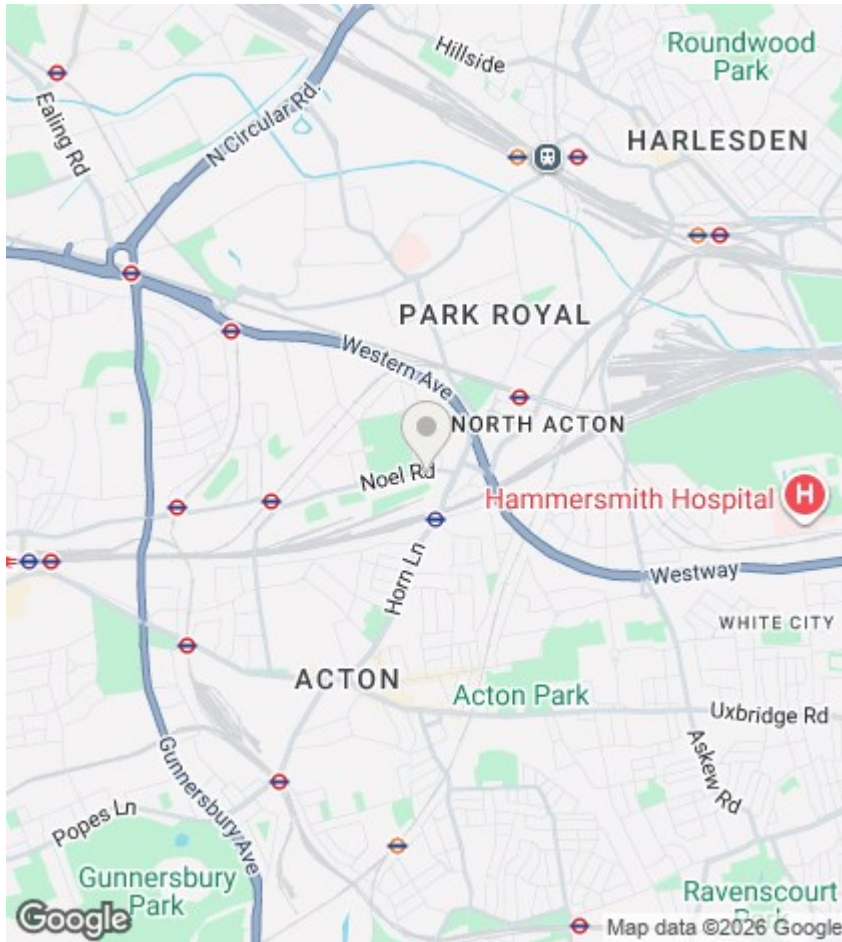 Hillside
Roundwood
Park
Ealing Rd
N Circular Rd.
HARLESDEN
PARK ROYAL
Western Ave
NORTH ACTON
Noel Rd
Hammersmith Hospital
H
Horn Ln
Westway
WHITE CITY
ACTON
Acton Park
Uxbridge Rd
Askew Rd
Gunnersbury Ave
Popes Ln
Gunnersbury
Park
Ravenscourt
Park
Google
Map data ©2026 Google